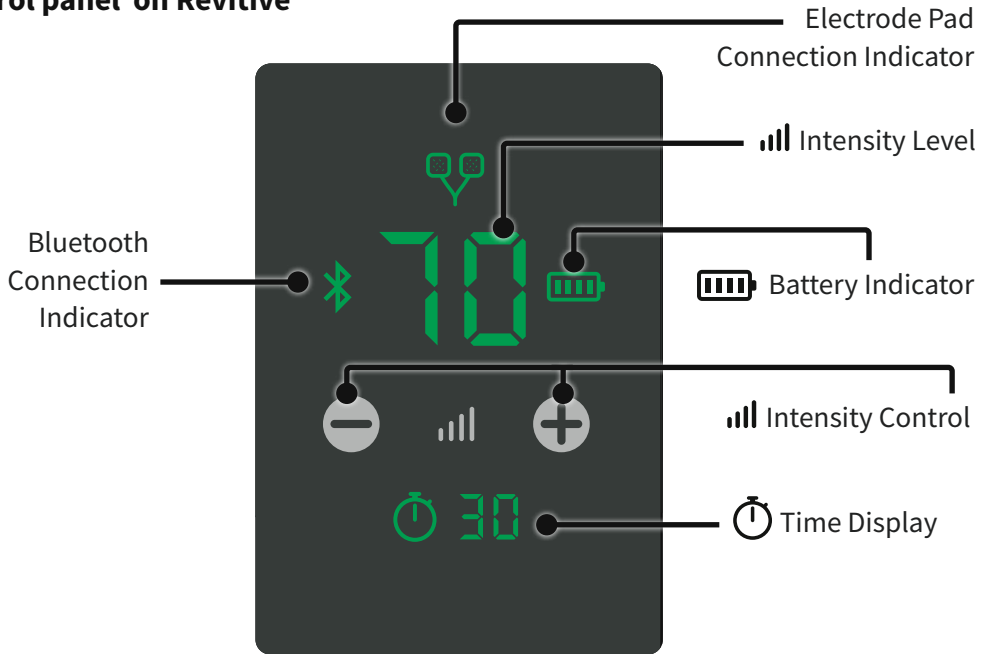 panel on Revitive
Electrode Pad
Connection Indicator
Intensity Level
Bluetooth
Connection
Indicator
70
Battery Indicator
Intensity Control
30
Time Display